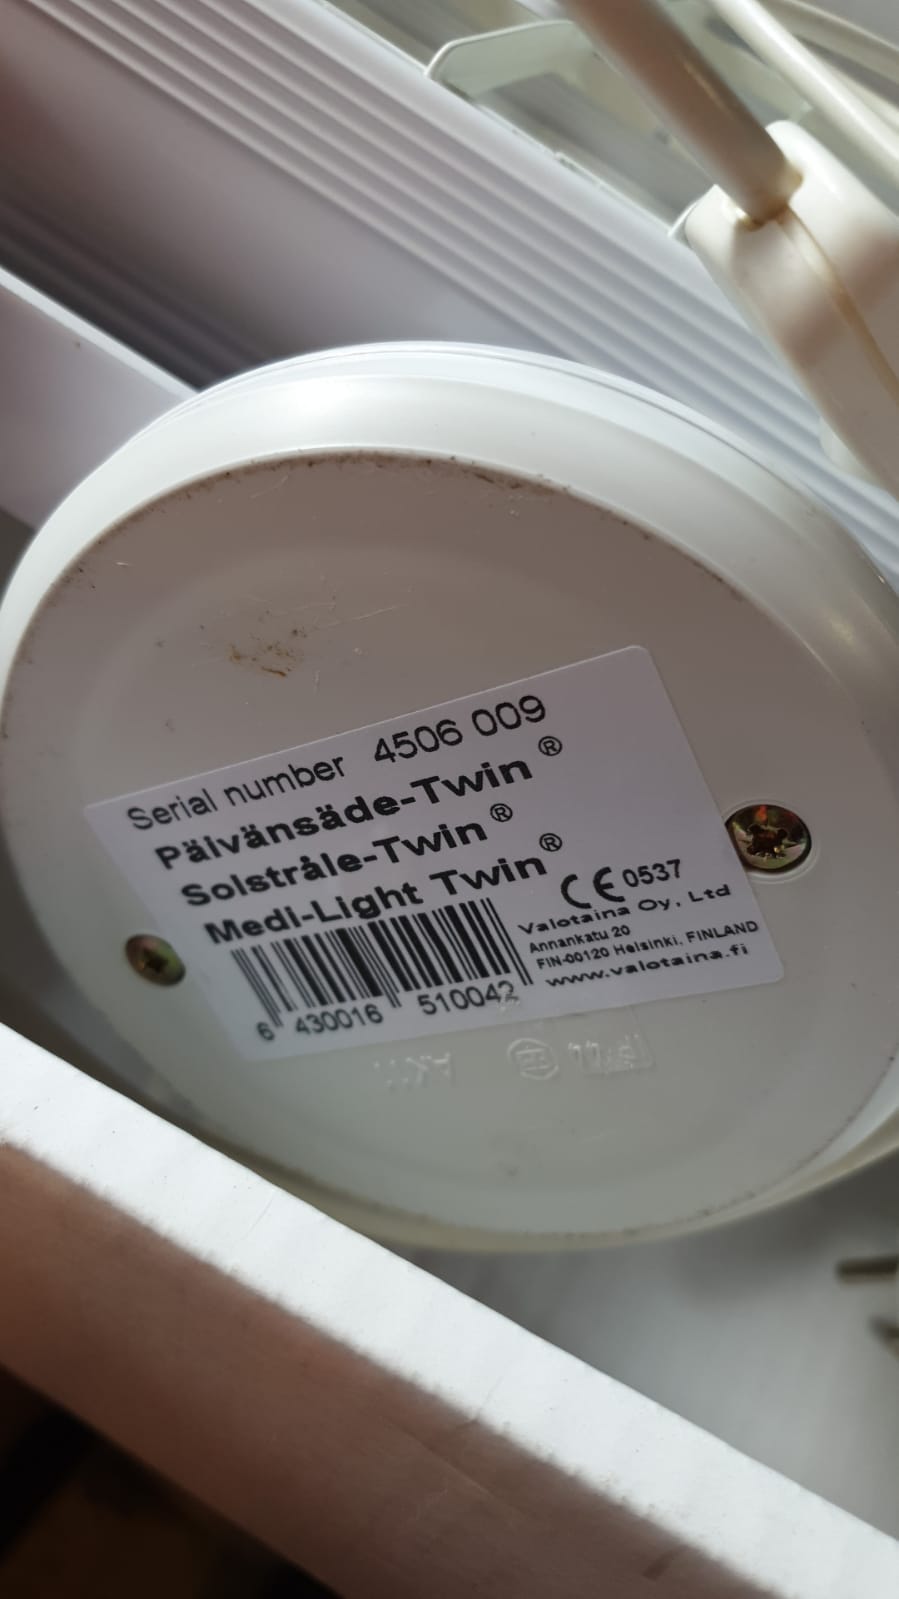 Serial number 4506 009
Päivänsäde-Twin®
Solstråle-Twin®
Medi-Light Twin®
CE 0537
Valotaina Oy, Ltd
Annankatu 20
FIN-00120 Helsinki, FINLAND
www.valotaina.fi
6 430016 510042